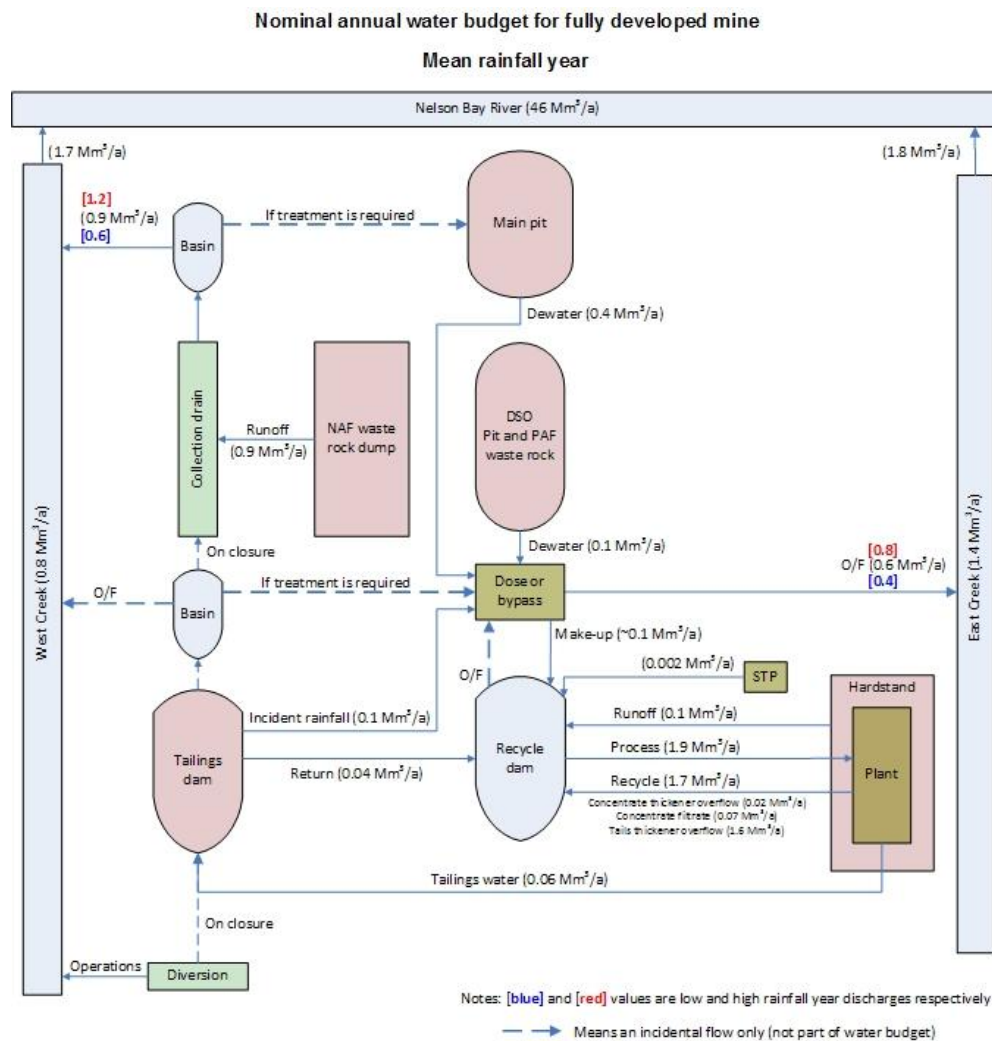 Nominal annual water budget for fully developed mine
Mean rainfall year
Nelson Bay River (46 Mm³/a)
(1.7 Mm³/a)
(1.8 Mm³/a)
[1.2]
(0.9 Mm³/a)
[0.6]
Basin
If treatment is required
Main pit
Dewater (0.4 Mm³/a)
Collection drain
Runoff
(0.9 Mm³/a)
NAF waste
rock dump
DSO
Pit and PAF
waste rock
Dewater (0.1 Mm³/a)
On closure
West Creek (0.8 Mm³/a)
East Creek (1.4 Mm³/a)
O/F
Basin
If treatment is required
Dose or
bypass
[0.8]
O/F (0.6 Mm³/a)
[0.4]
Make-up (~0.1 Mm³/a)
O/F
(0.002 Mm³/a)
STP
Hardstand
Incident rainfall (0.1 Mm³/a)
Runoff (0.1 Mm³/a)
Tailings
dam
Recycle
dam
Process (1.9 Mm³/a)
Plant
Return (0.04 Mm³/a)
Recycle (1.7 Mm³/a)
Concentrate thickener overflow (0.02 Mm³/a)
Concentrate filtrate (0.07 Mm³/a)
Tails thickener overflow (1.6 Mm³/a)
Tailings water (0.06 Mm³/a)
On closure
Operations
Diversion
Notes: [blue] and [red] values are low and high rainfall year discharges respectively
Means an incidental flow only (not part of water budget)